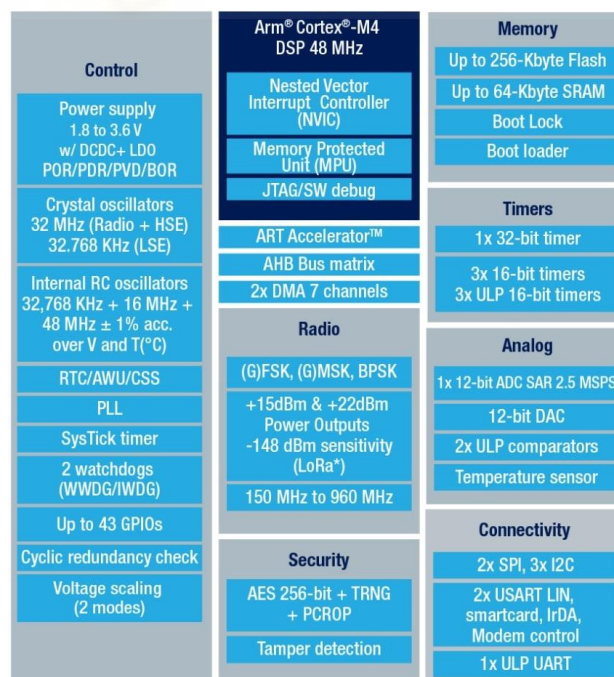 Control
Power supply
1.8 to 3.6 V
w/ DCDC+ LDO
POR/PDR/PVD/BOR
Crystal oscillators
32 MHz (Radio + HSE)
32.768 KHz (LSE)
Internal RC oscillators
32,768 KHz + 16 MHz +
48 MHz ± 1% acc.
over V and T(°C)
RTC/AWU/CSS
PLL
SysTick timer
2 watchdogs
(WWDG/IWDG)
Up to 43 GPIOs
Cyclic redundancy check
Voltage scaling
(2 modes)
Arm® Cortex®-M4
DSP 48 MHz
Nested Vector
Interrupt Controller
(NVIC)
Memory Protected
Unit (MPU)
JTAG/SW debug
ART Accelerator™
AHB Bus matrix
2x DMA 7 channels
Radio
(G)FSK, (G)MSK, BPSK
+15dBm & +22dBm
Power Outputs
-148 dBm sensitivity
(LoRa*)
150 MHz to 960 MHz
Security
AES 256-bit + TRNG
+ PCROP
Tamper detection
Memory
Up to 256-Kbyte Flash
Up to 64-Kbyte SRAM
Boot Lock
Boot loader
Timers
1x 32-bit timer
3x 16-bit timers
3x ULP 16-bit timers
Analog
1x 12-bit ADC SAR 2.5 MSPS
12-bit DAC
2x ULP comparators
Temperature sensor
Connectivity
2x SPI, 3x I2C
2x USART LIN,
smartcard, IrDA,
Modem control
1x ULP UART